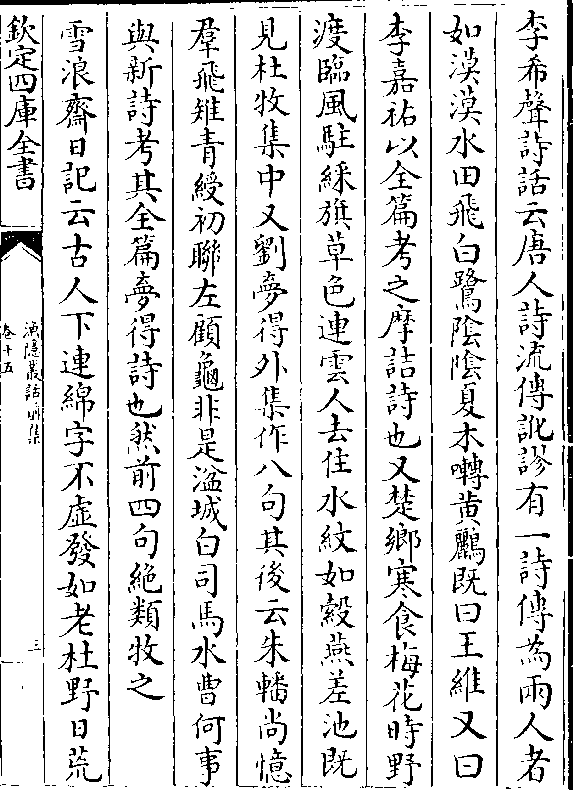 李希聲詩話云唐人詩流傳訛謬有一詩傳為兩人者
如漠漠水田飛白鷺陰陰夏木囀黄鸝既曰王維又曰
李嘉祐以全篇考之摩詰詩也又楚鄉寒食梅花時野
渡臨風駐綵旗草色連雲人去住水紋如縠燕差池既
見杜牧集中又劉夢得外集作八句其後云朱轓尚憶
羣飛雉青綬初聯左顧龜非是湓城白司馬水曹何事
與新詩考其全篇夢得詩也然前四句絶類牧之
雪浪齋日記云古人下連綿字不虛發如老杜野日荒
欽定四庫全書
漁隱叢話前集
卷十五
三